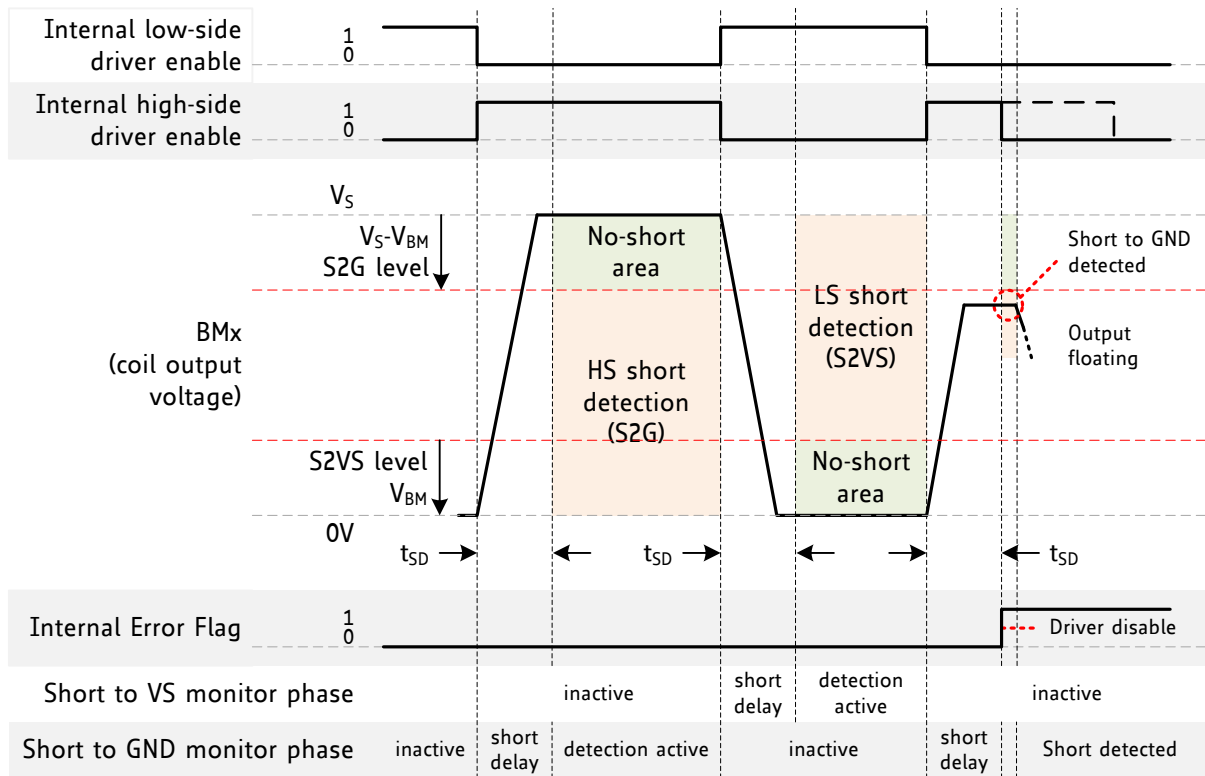 Internal low-side
driver enable
1
0
Internal high-side
driver enable
1
0
VS
VS-VBM
S2G level
No-short
area
Short to GND
detected
BMx
(coil output
voltage)
HS short
detection
(S2G)
LS short
detection
(S2VS)
Output
floating
S2VS level
VBM
No-short
area
0V
tSD
tSD
tSD
Internal Error Flag
1
0
Driver disable
Short to VS monitor phase
inactive
short
delay
detection
active
inactive
Short to GND monitor phase
inactive
short
delay
detection active
inactive
short
delay
Short detected